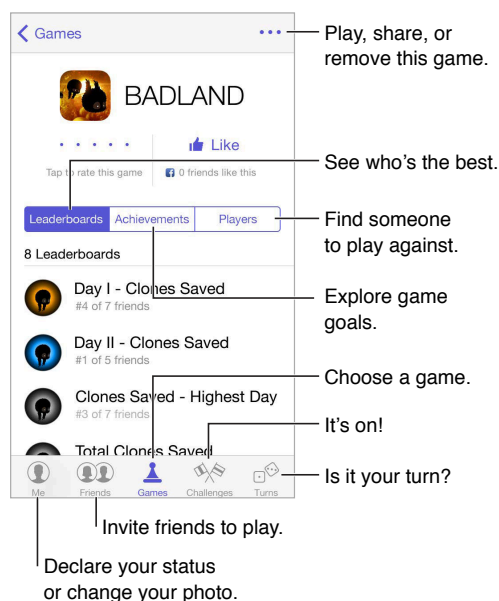 Games
Play, share, or
remove this game.
BADLAND
Like
Tap to rate this game
0 friends like this
See who's the best.
Leaderboards Achievements Players
Find someone
to play against.
8 Leaderboards
Day I - Clones Saved
#4 of 7 friends
Explore game
goals.
Day II - Clones Saved
#1 of 5 friends
Choose a game.
Clones Saved - Highest Day
#3 of 7 friends
It's on!
Total Clones Saved
Is it your turn?
Me Friends Games Challenges Turns
Invite friends to play.
Declare your status
or change your photo.